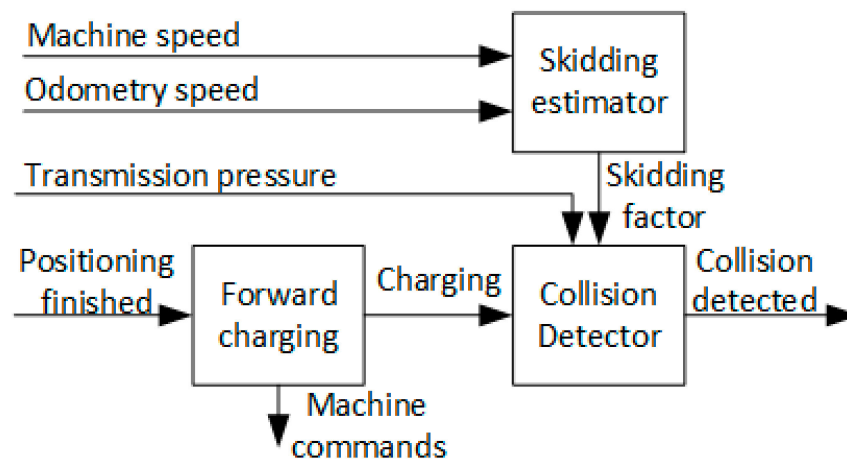 Machine speed
Odometry speed
Skidding
estimator
Transmission pressure
Skidding
factor
Positioning
finished
Forward
charging
Charging
Collision
Detector
Collision
detected
Machine
commands